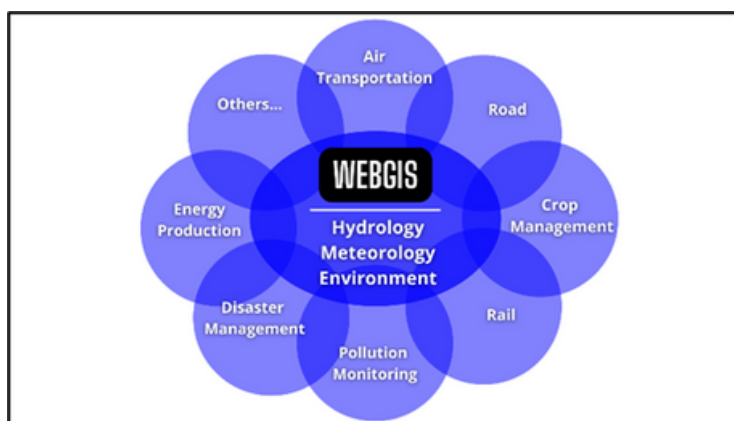 Air
Transportation
Others...
Road
WEBGIS
Hydrology
Meteorology
Environment
Energy
Production
Crop
Management
Disaster
Management
Rail
Pollution
Monitoring